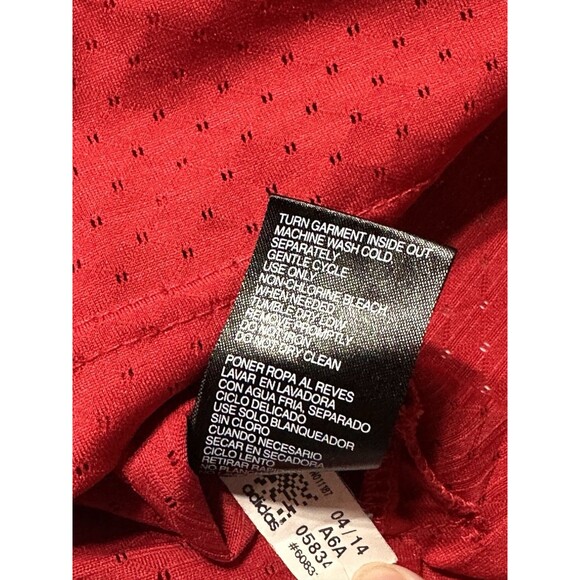 TURN GARMENT INSIDE OUT
MACHINE WASH COLD
SEPARATELY
GENTLE CYCLE
USE ONLY
NON-CHLORINE BLEACH
WHEN NEEDED
TUMBLE DRY LOW
REMOVE PROMPTLY
DO NOT IRON
DO NOT DRY CLEAN
PONER ROPA AL REVES
LAVAR EN LAVADORA
CON AGUA FRIA, SEPARADO
CICLO DELICADO
USE SOLO BLANQUEADOR
SIN CLORO
CUANDO NECESARIO
SECAR EN SECADORA
CICLO LENTO
RETIRAR
adidas
04/14
A6A
05834
#6083